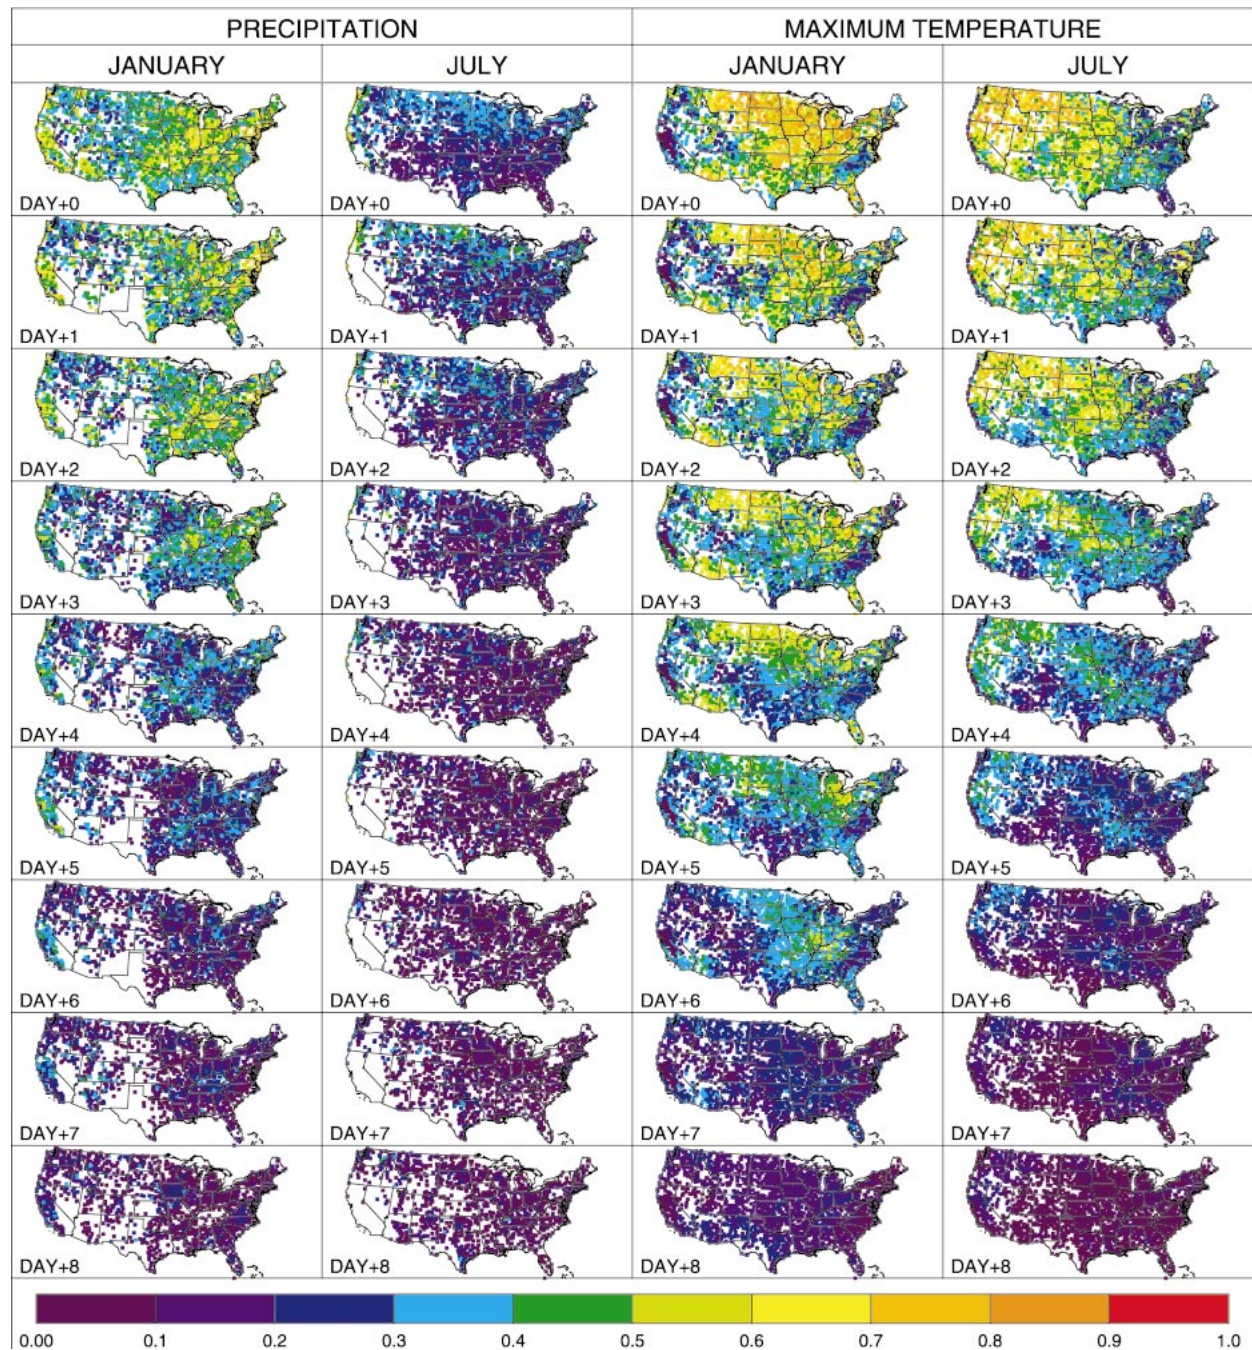 PRECIPITATION MAXIMUM TEMPERATURE
JANUARY JULY JANUARY JULY
DAY+0 DAY+0 DAY+0 DAY+0
DAY+1 DAY+1 DAY+1 DAY+1
DAY+2 DAY+2 DAY+2 DAY+2
DAY+3 DAY+3 DAY+3 DAY+3
DAY+4 DAY+4 DAY+4 DAY+4
DAY+5 DAY+5 DAY+5 DAY+5
DAY+6 DAY+6 DAY+6 DAY+6
DAY+7 DAY+7 DAY+7 DAY+7
DAY+8 DAY+8 DAY+8 DAY+8
0.00 0.1 0.2 0.3 0.4 0.5 0.6 0.7 0.8 0.9 1.0